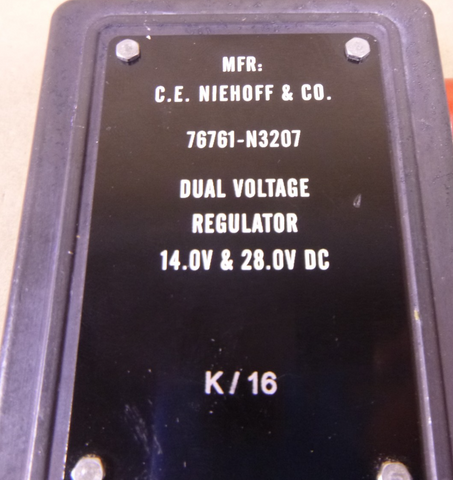 MFR:
C.E. NIEHOFF & CO.
76761-N3207
DUAL VOLTAGE
REGULATOR
14.0V & 28.0V DC
K/16